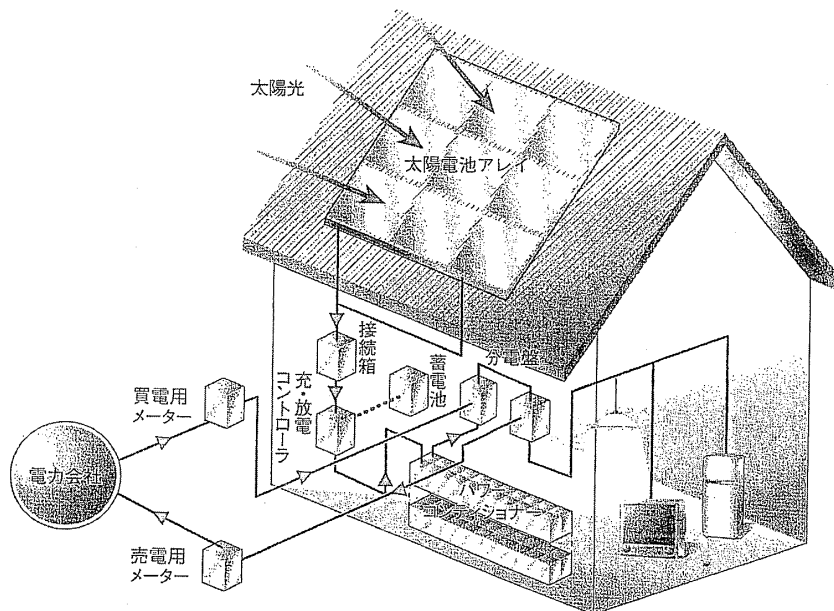 太陽光
太陽電池アレイ
接続箱
分電盤
蓄電池
充・放電
コントローラ
買電用
メーター
電力会社
パワー
コンディショナー
売電用
メーター